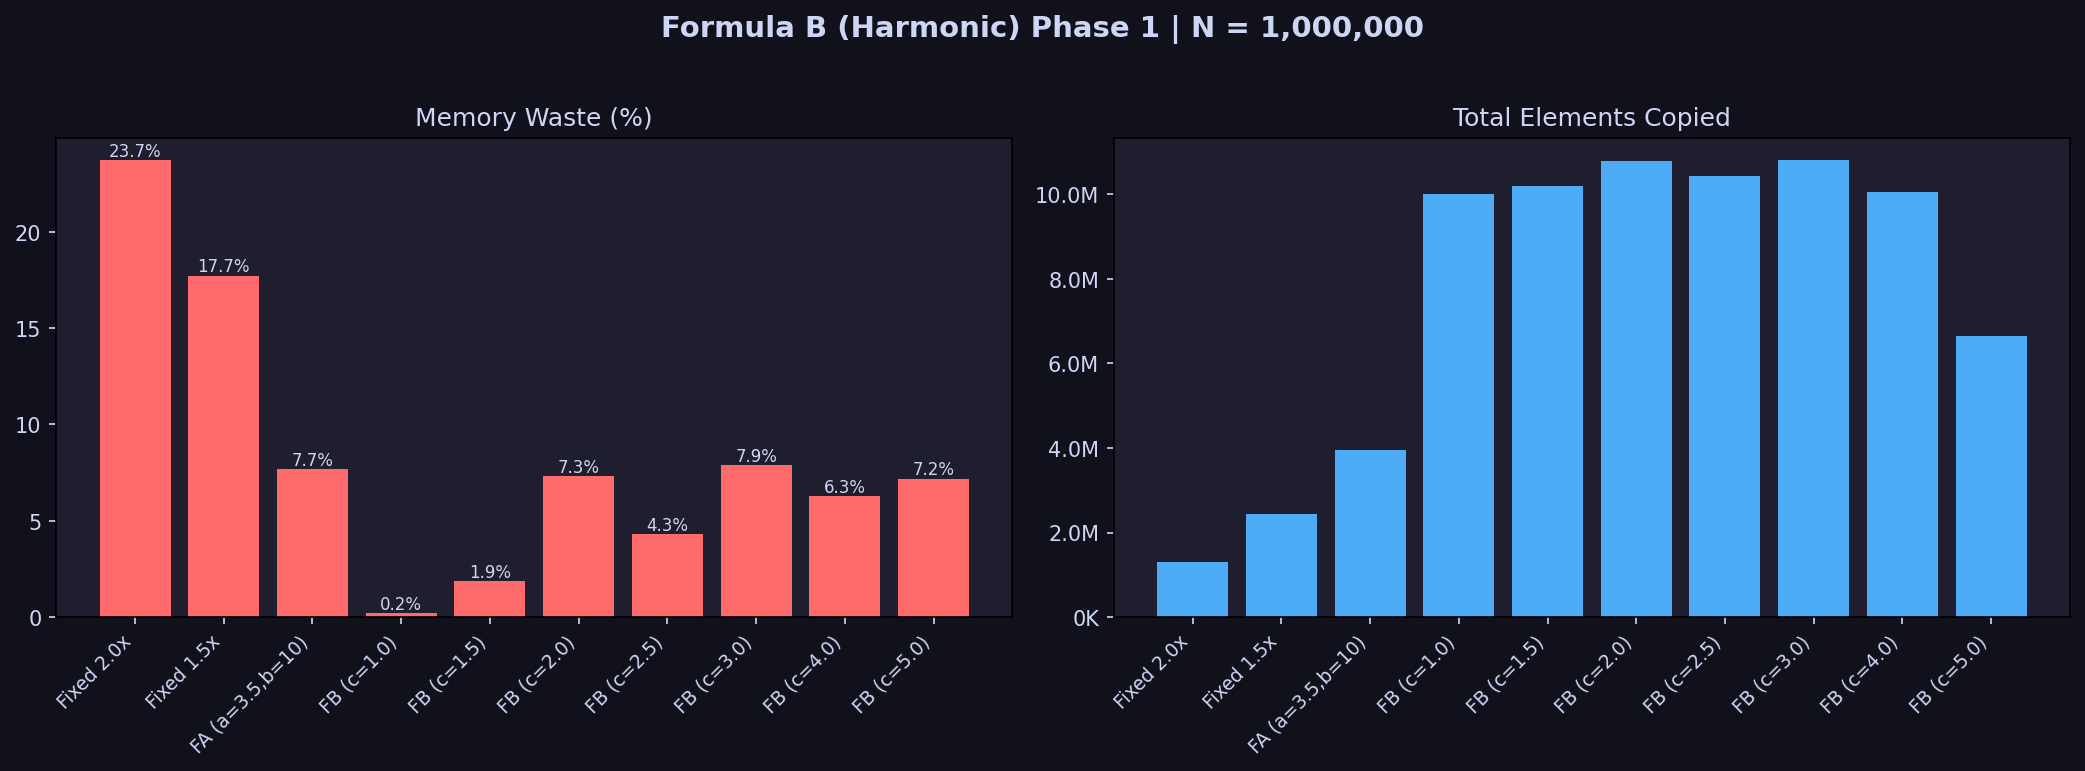 Formula B (Harmonic) Phase 1 | N = 1,000,000
Memory Waste (%)
20
15
10
5
0
23.7%
17.7%
7.7%
0.2%
1.9%
7.3%
4.3%
7.9%
6.3%
7.2%
Fixed 2.0x
Fixed 1.5x
FA (a=3.5,b=10)
FB (c=1.0)
FB (c=1.5)
FB (c=2.0)
FB (c=2.5)
FB (c=3.0)
FB (c=4.0)
FB (c=5.0)
Total Elements Copied
10.0M
8.0M
6.0M
4.0M
2.0M
0K
Fixed 2.0x
Fixed 1.5x
FA (a=3.5,b=10)
FB (c=1.0)
FB (c=1.5)
FB (c=2.0)
FB (c=2.5)
FB (c=3.0)
FB (c=4.0)
FB (c=5.0)